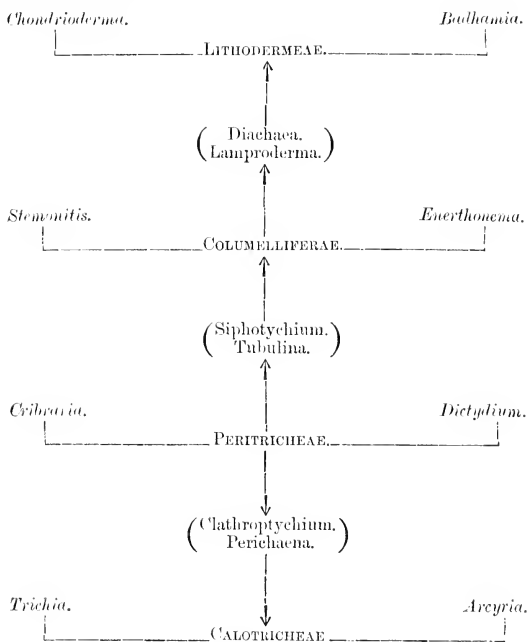 Chondrioderma. Badhamia.
LITHODERMEAE.
(Diachaea.
Lamproderma.)
Stemonitis. Enerthonema.
COLUMELLIFERAE.
(Siphotychium.
Tubulina.)
Cribraria. Dictydium.
PERITRICHEAE.
(Clathroptychium.
Perichaena.)
Trichia. Arcyria.
CALOTRICHEAE